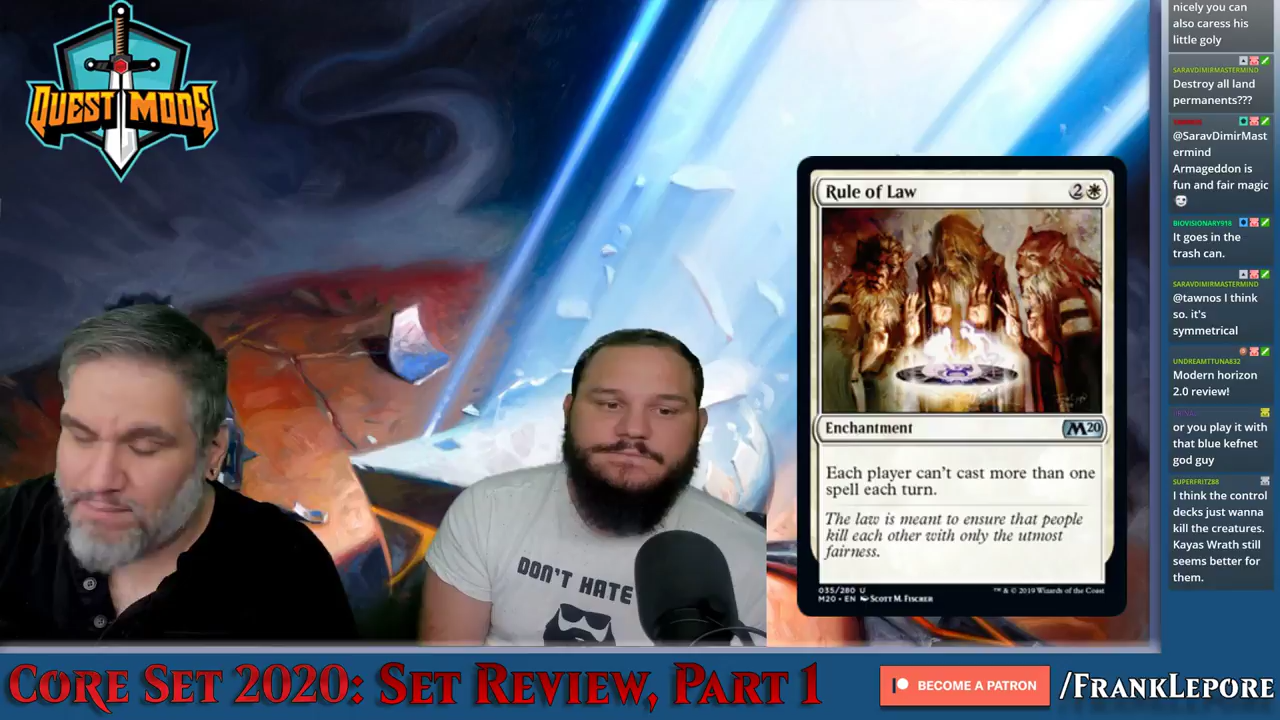 QUEST MODE
nicely you can
also caress his
little goly
SARAVDIMIRMASTERMIND
Destroy all land
permanents???
@SaravDimirMast
ermind
Armageddon is
fun and fair magic
BIOVISIONARY916
It goes in the
trash can.
SARAVDIMIRMASTERMIND
@tawnos I think
so. it's
symmetrical
UNDREAMTTUNA832
Modern horizon
2.0 review!
or you play it with
that blue kefnet
god guy
SUPERFRITZ88
I think the control
decks just wanna
kill the creatures.
Kayas Wrath still
seems better for
them.
Rule of Law 2
Enchantment M20
Each player can't cast more than one
spell each turn.
The law is meant to ensure that people
kill each other with only the utmost
fairness.
035/280 U
M20 • EN Scott M. Fischer
™ & © 2019 Wizards of the Coast
DON'T HATE
Core Set 2020: Set Review, Part 1
BECOME A PATRON
/FrankLepore